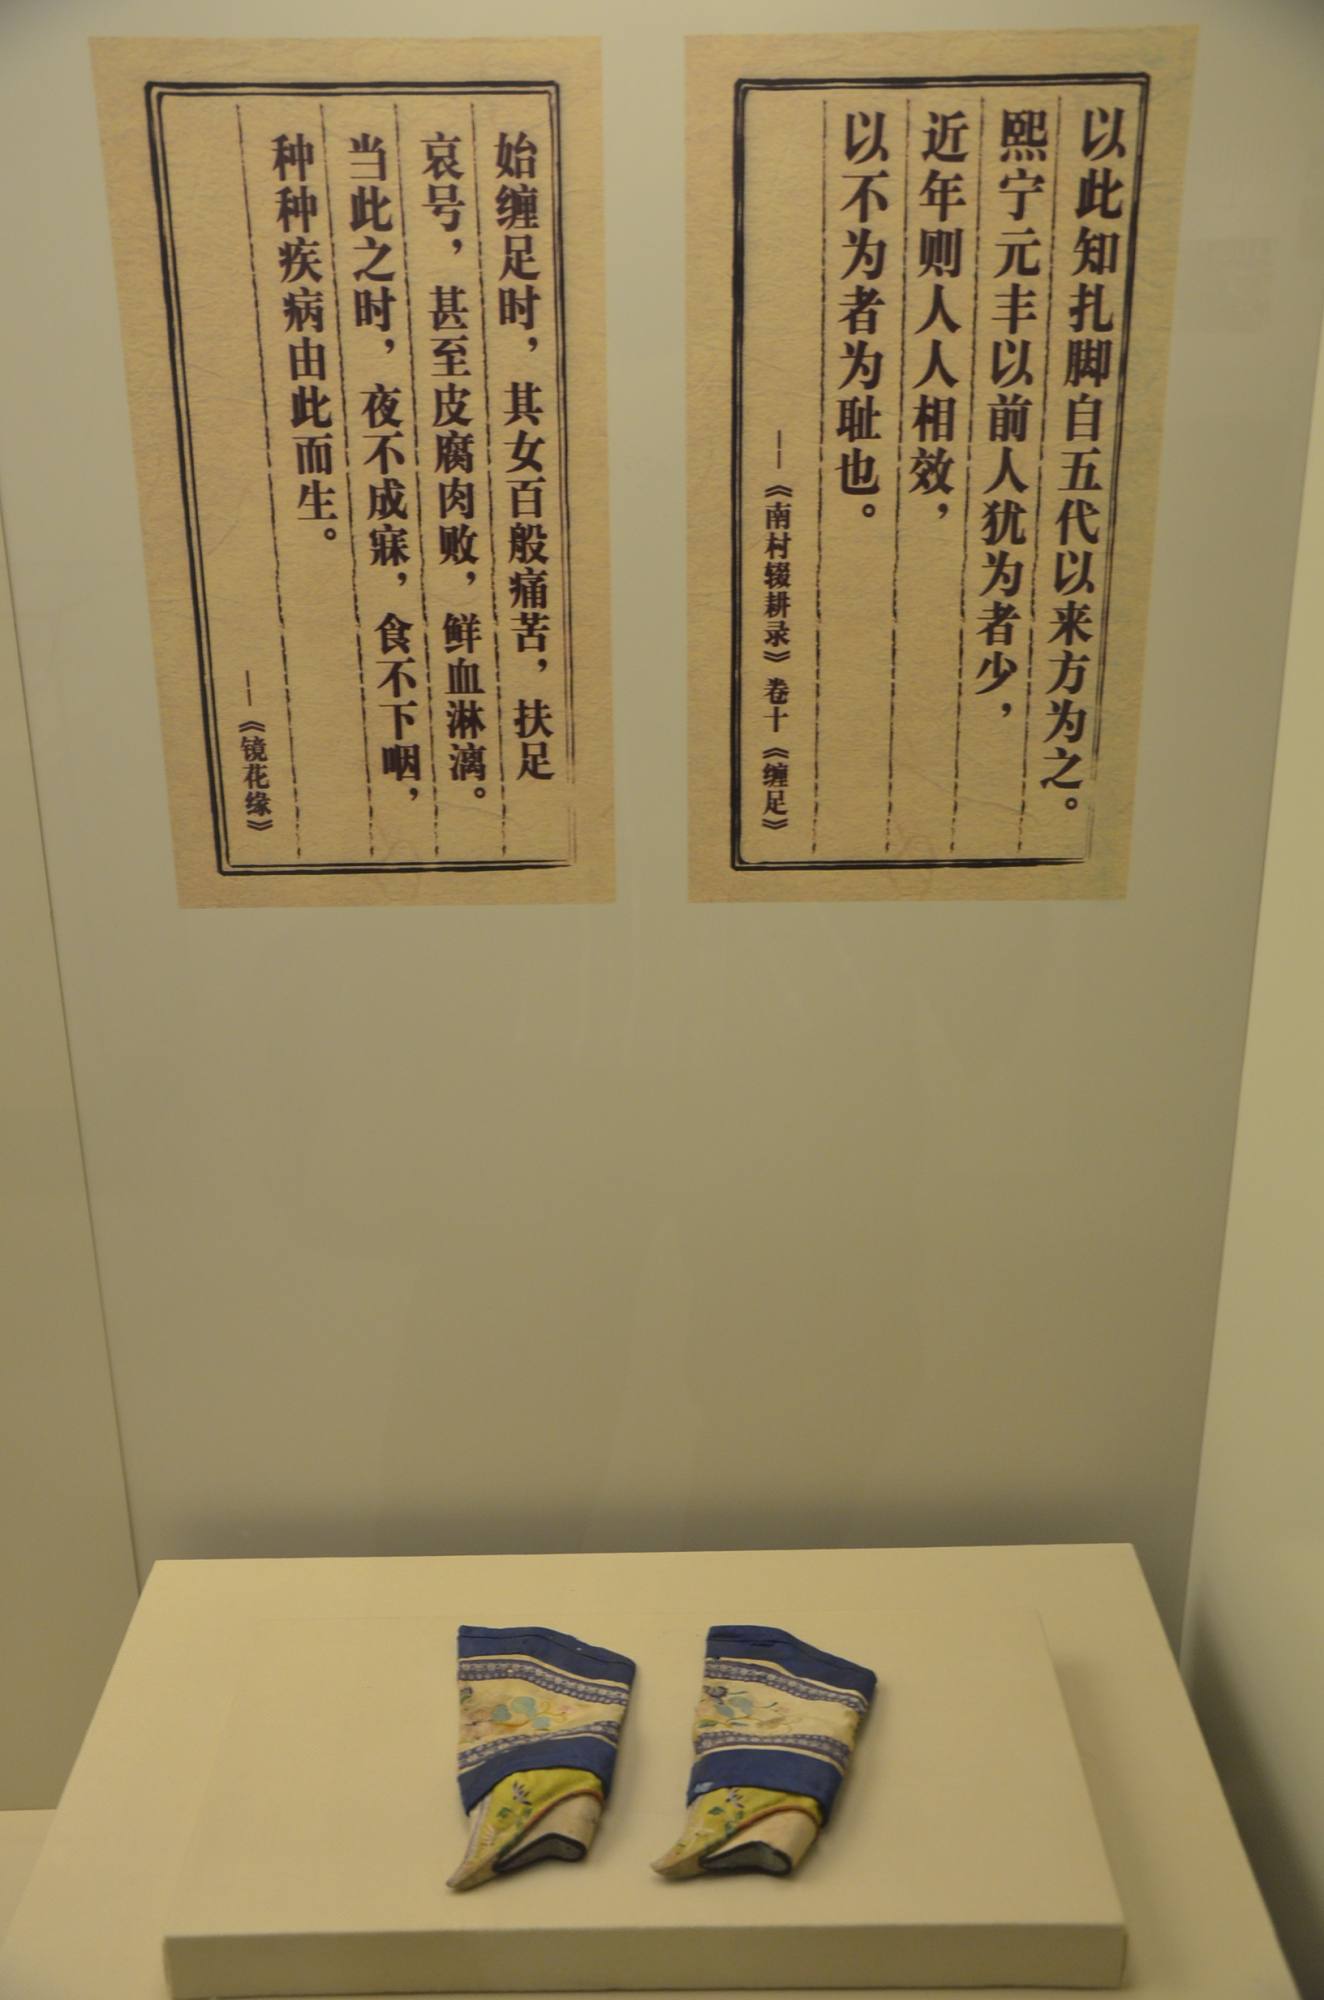 以此知扎脚自五代以来方为之。
熙宁元丰以前人犹为者少，
近年则人人相效，
以不为者为耻也。
——《南村辍耕录》卷十《缠足》
始缠足时，其女百般痛苦，扶足
哀号，甚至皮腐肉败，鲜血淋漓。
当此之时，夜不成寐，食不下咽，
种种疾病由此而生。
——《镜花缘》